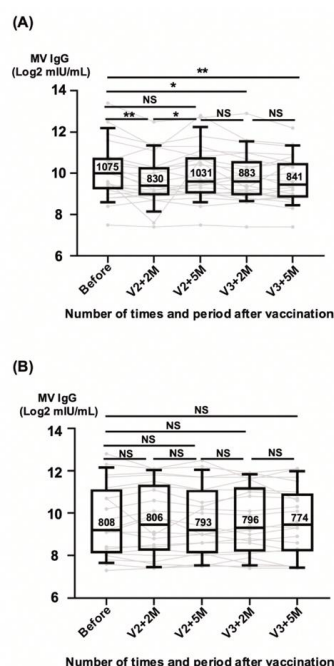 (A)
MV IgG
(Log2 mIU/mL)
**
*
NS
** * NS NS
14
12
10
8
6
1075 830 1031 883 841
Before V2+2M V2+5M V3+2M V3+5M
Number of times and period after vaccination
(B)
MV IgG
(Log2 mIU/mL)
NS
NS
NS
NS NS NS NS
14
12
10
8
6
808 806 793 796 774
Before V2+2M V2+5M V3+2M V3+5M
Number of times and period after vaccination